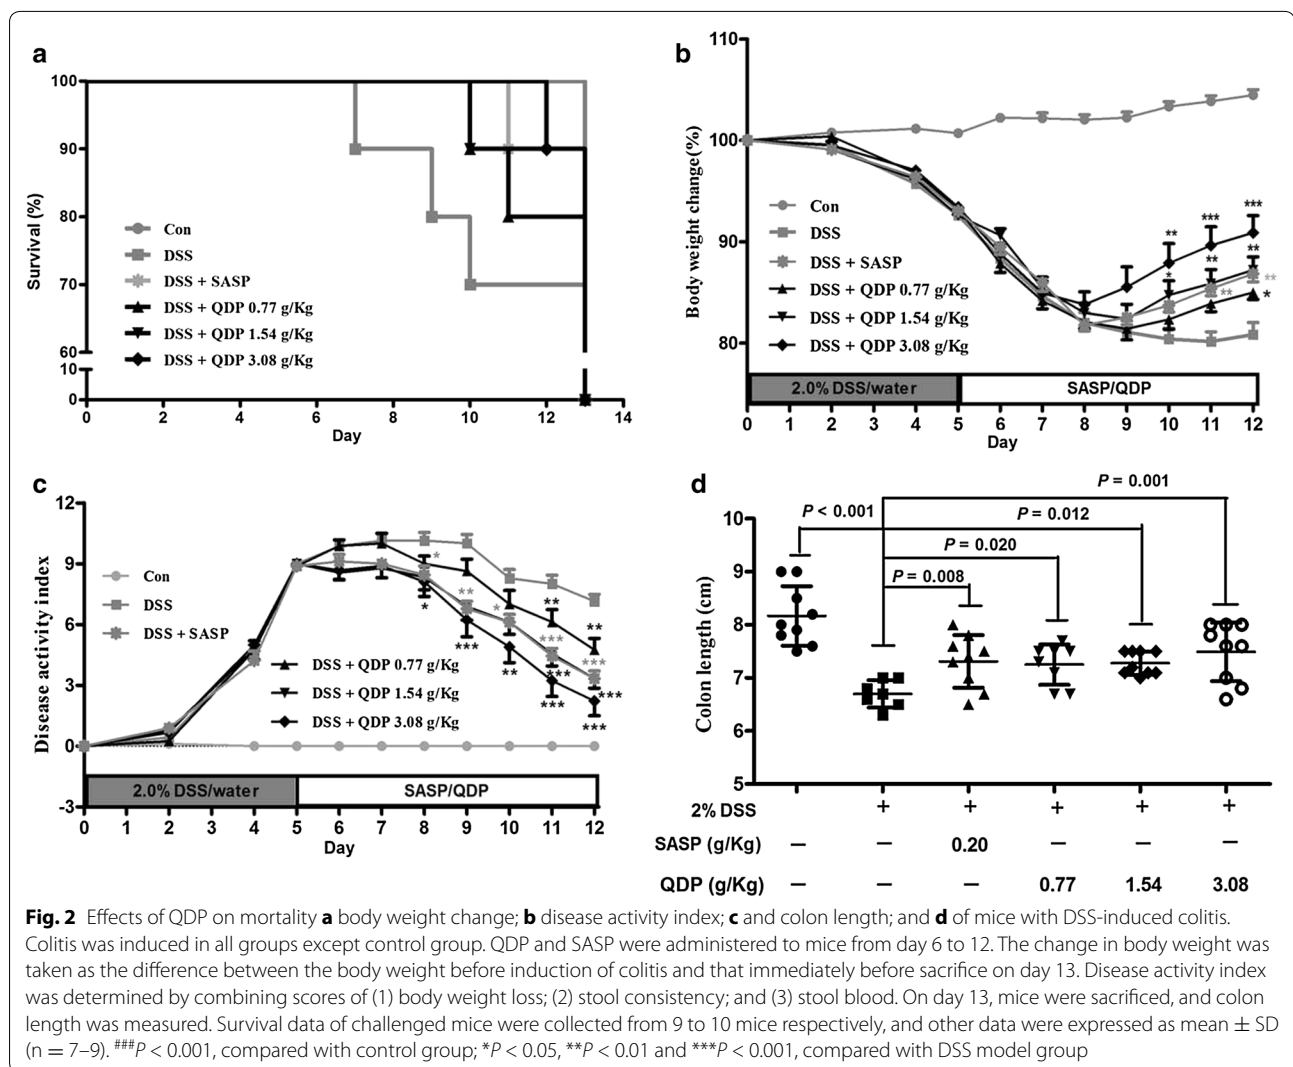 a
Survival (%)
100
90
80
70
60
10
0
Con
DSS
DSS + SASP
DSS + QDP 0.77 g/Kg
DSS + QDP 1.54 g/Kg
DSS + QDP 3.08 g/Kg
0 2 4 6 8 10 12 14
Day
b
Body weight change(%)
110
100
90
80
Con
DSS
DSS + SASP
DSS + QDP 0.77 g/Kg
DSS + QDP 1.54 g/Kg
DSS + QDP 3.08 g/Kg
** *** ***
* ** **
** ** *
2.0% DSS/water SASP/QDP
0 1 2 3 4 5 6 7 8 9 10 11 12
Day
c
Disease activity index
12
9
6
3
0
-3
Con
DSS
DSS + SASP
DSS + QDP 0.77 g/Kg
DSS + QDP 1.54 g/Kg
DSS + QDP 3.08 g/Kg
*
** * **
* *** **
*** *** ***
** *** ***
*** ***
2.0% DSS/water SASP/QDP
0 1 2 3 4 5 6 7 8 9 10 11 12
Day
d
Colon length (cm)
10
9
8
7
6
5
P = 0.001
P < 0.001
P = 0.012
P = 0.020
P = 0.008
2% DSS + + + + +
SASP (g/Kg) – – 0.20 – – –
QDP (g/Kg) – – – 0.77 1.54 3.08
Fig. 2 Effects of QDP on mortality a body weight change; b disease activity index; c and colon length; and d of mice with DSS-induced colitis.
Colitis was induced in all groups except control group. QDP and SASP were administered to mice from day 6 to 12. The change in body weight was
taken as the difference between the body weight before induction of colitis and that immediately before sacrifice on day 13. Disease activity index
was determined by combining scores of (1) body weight loss; (2) stool consistency; and (3) stool blood. On day 13, mice were sacrificed, and colon
length was measured. Survival data of challenged mice were collected from 9 to 10 mice respectively, and other data were expressed as mean ± SD
(n = 7–9). ###P < 0.001, compared with control group; *P < 0.05, **P < 0.01 and ***P < 0.001, compared with DSS model group